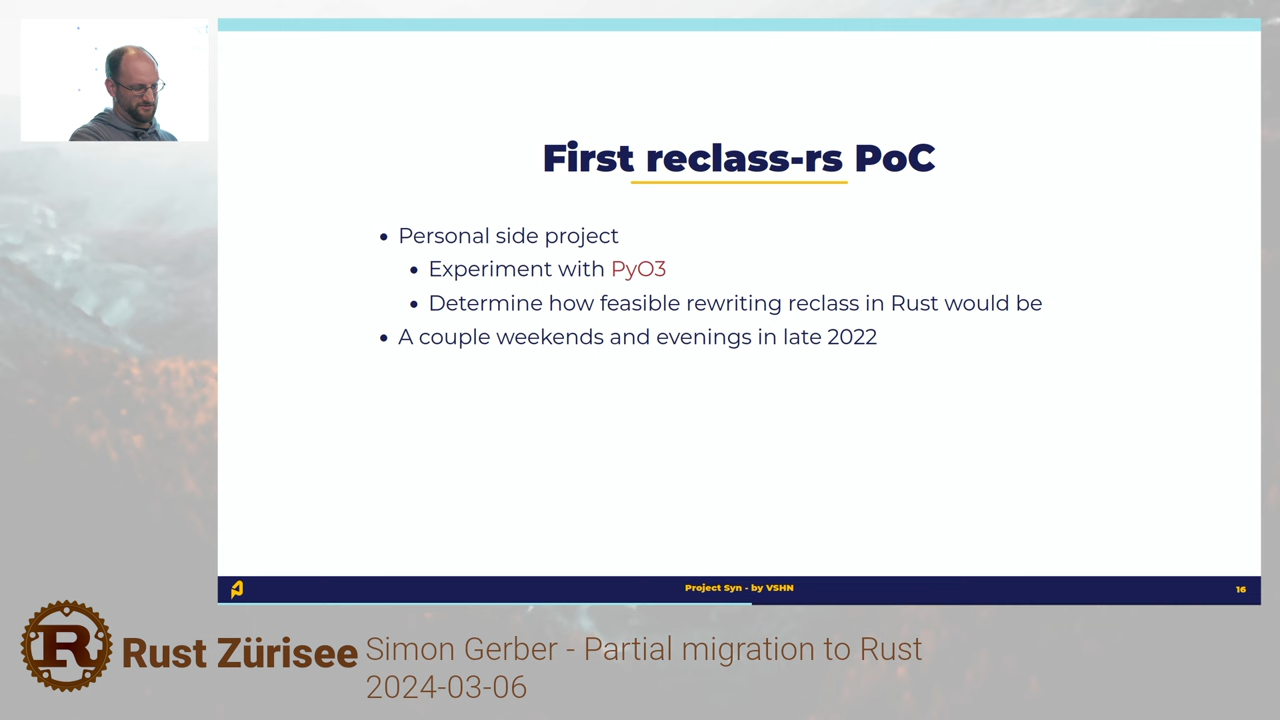 First reclass-rs PoC
Personal side project
Experiment with PyO3
Determine how feasible rewriting reclass in Rust would be
A couple weekends and evenings in late 2022
Project Syn - by VSHN
16
R
Rust Zürisee
Simon Gerber - Partial migration to Rust
2024-03-06